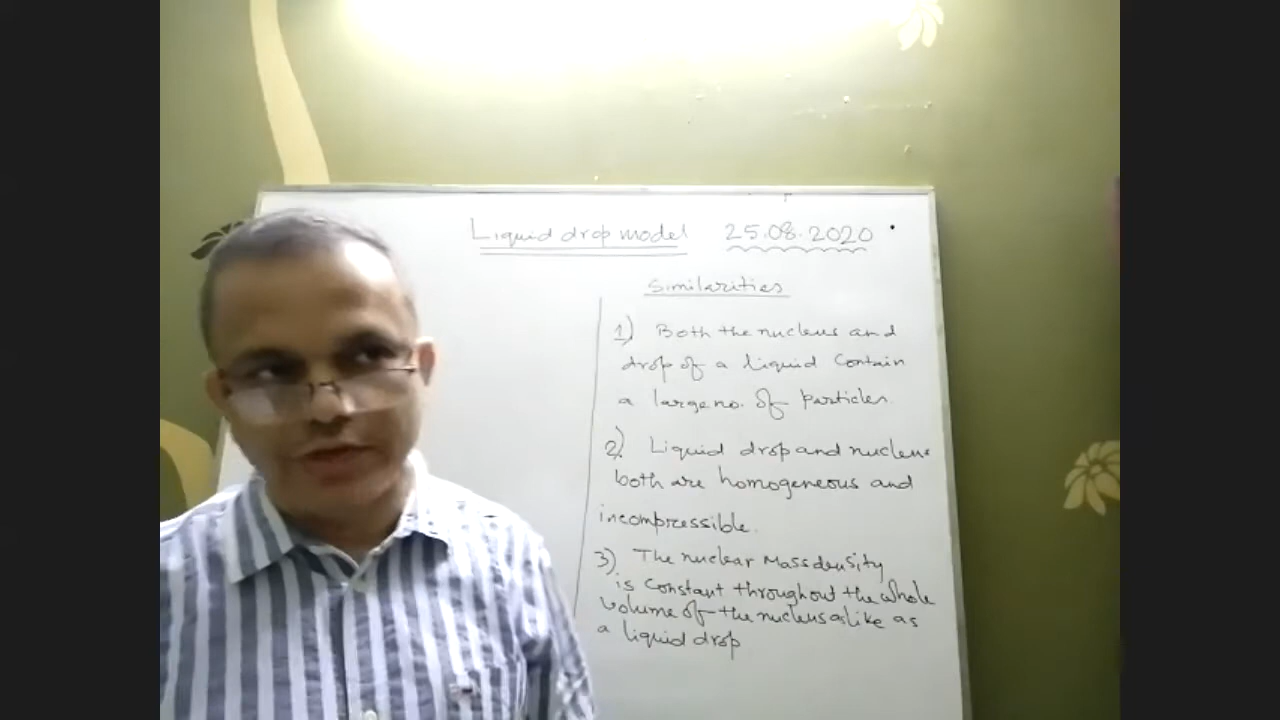 Liquid drop model 25.08.2020
Similarities
1) Both the nucleus and
drop of a liquid contain
a large no. of particles.
2) Liquid drop and nucleus
both are homogeneous and
incompressible.
3) The nuclear mass density
is constant throughout the whole
volume of the nucleus alike as
a liquid drop